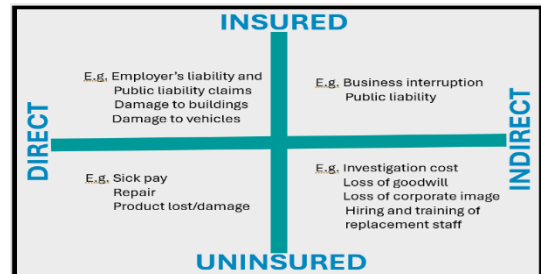 INSURED
E.g. Employer's liability and
Public liability claims
Damage to buildings
Damage to vehicles
E.g. Business interruption
Public liability
DIRECT
INDIRECT
E.g. Sick pay
Repair
Product lost/damage
E.g. Investigation cost
Loss of goodwill
Loss of corporate image
Hiring and training of
replacement staff
UNINSURED